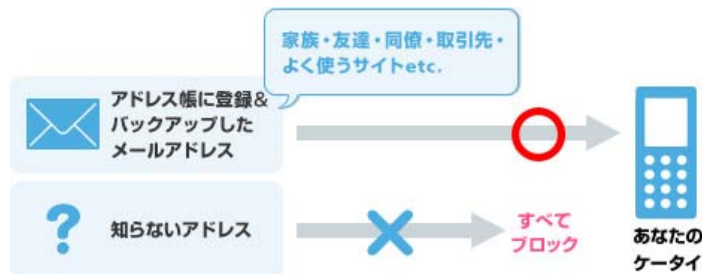 家族・友達・同僚・取引先・
よく使うサイトetc.
アドレス帳に登録&
バックアップした
メールアドレス
?
知らないアドレス
すべて
ブロック
あなたの
ケータイ